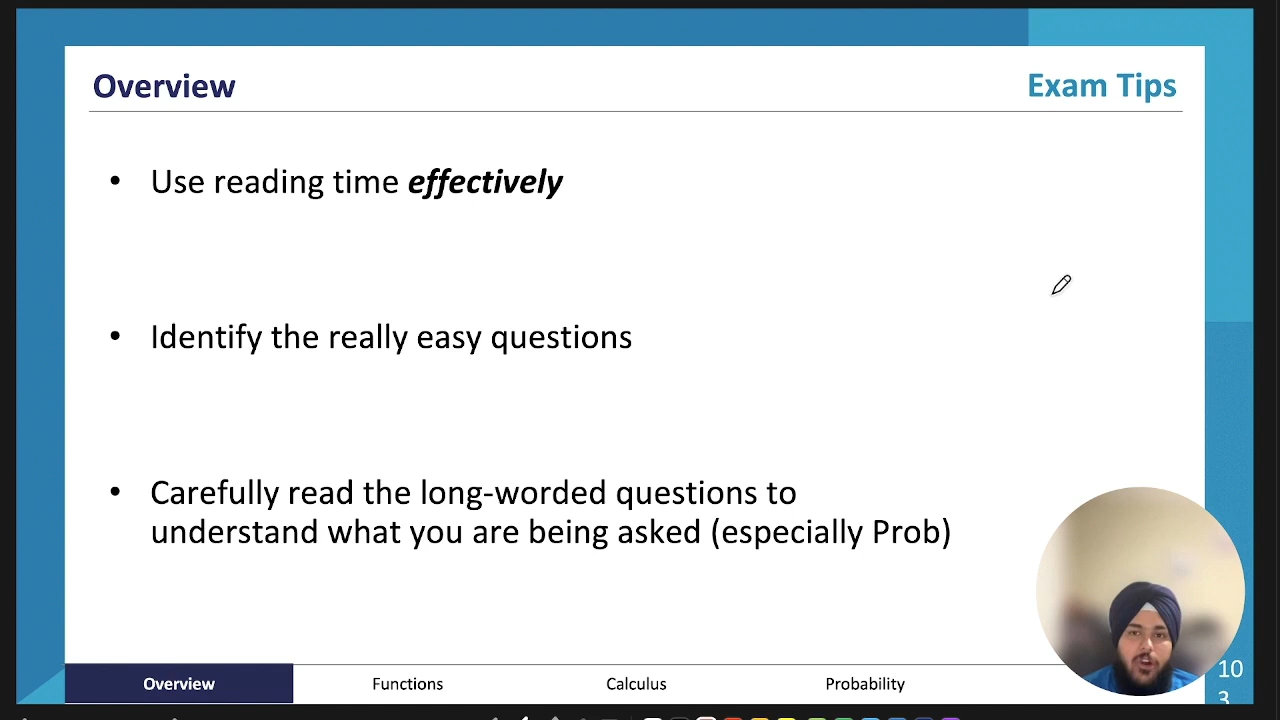 Overview
Exam Tips
• Use reading time effectively
• Identify the really easy questions
• Carefully read the long-worded questions to
understand what you are being asked (especially Prob)
Overview
Functions
Calculus
Probability
10
3